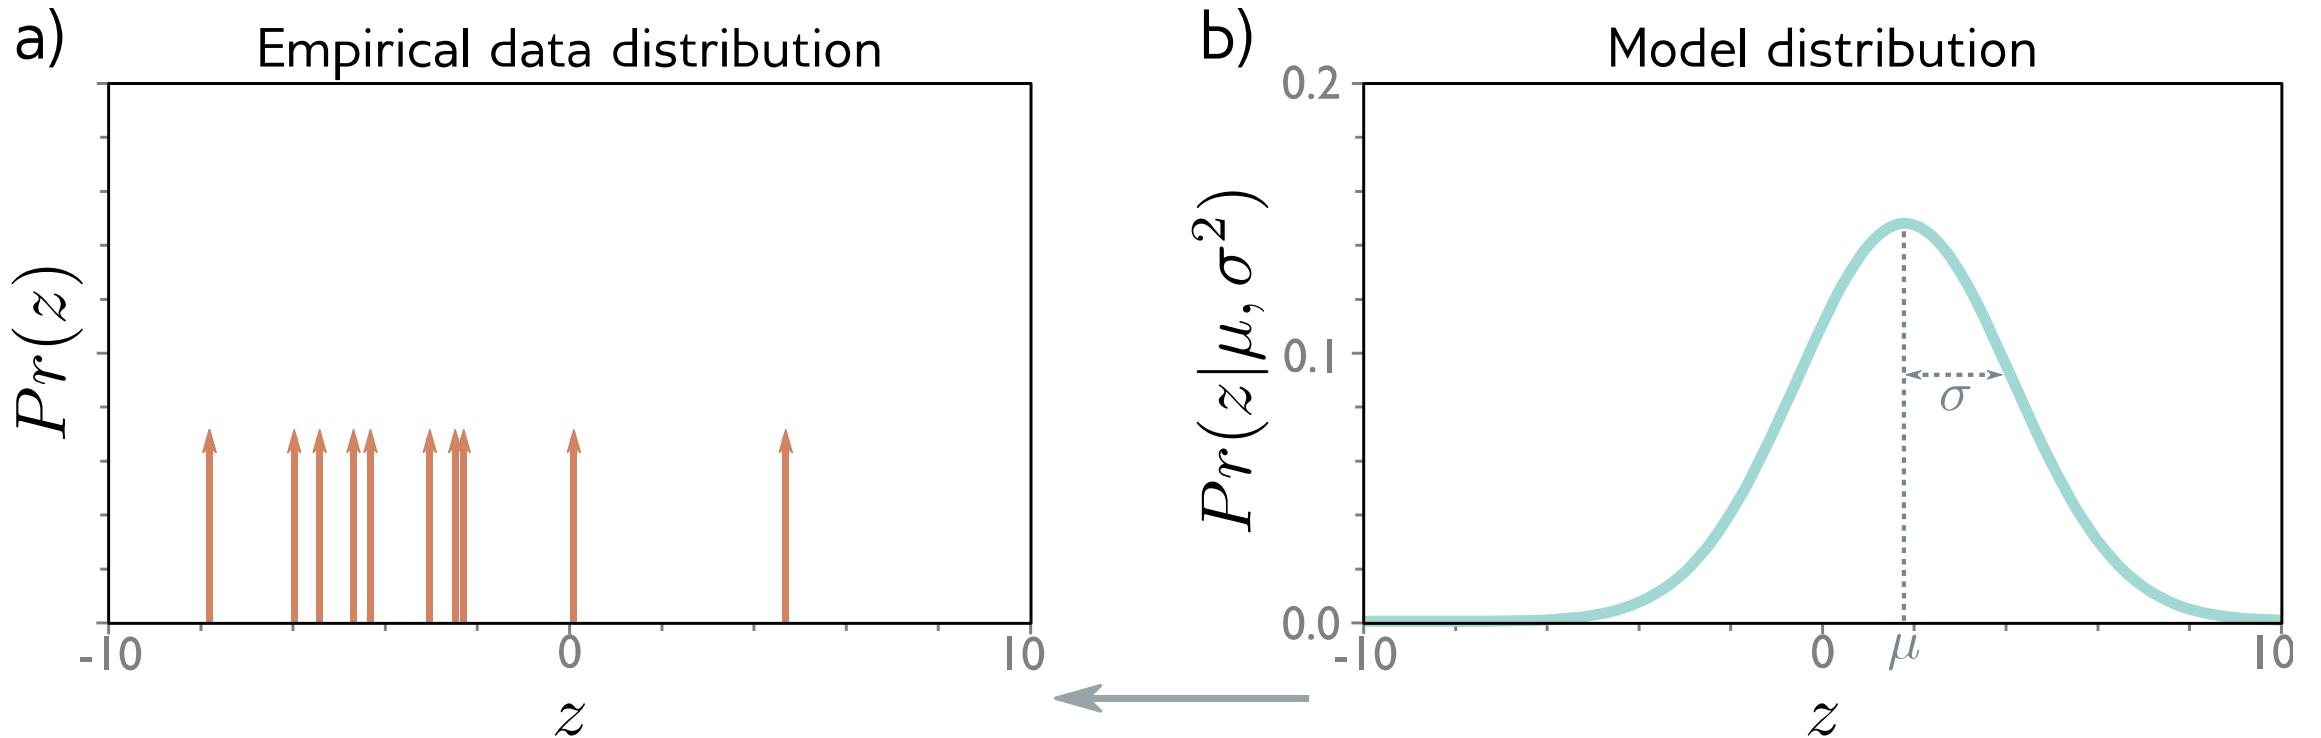 a)
Empirical data distribution
Pr(z)
-10
0
10
z
b)
Model distribution
Pr(z|μ, σ²)
0.2
0.1
0.0
σ
-10
0
μ
10
z